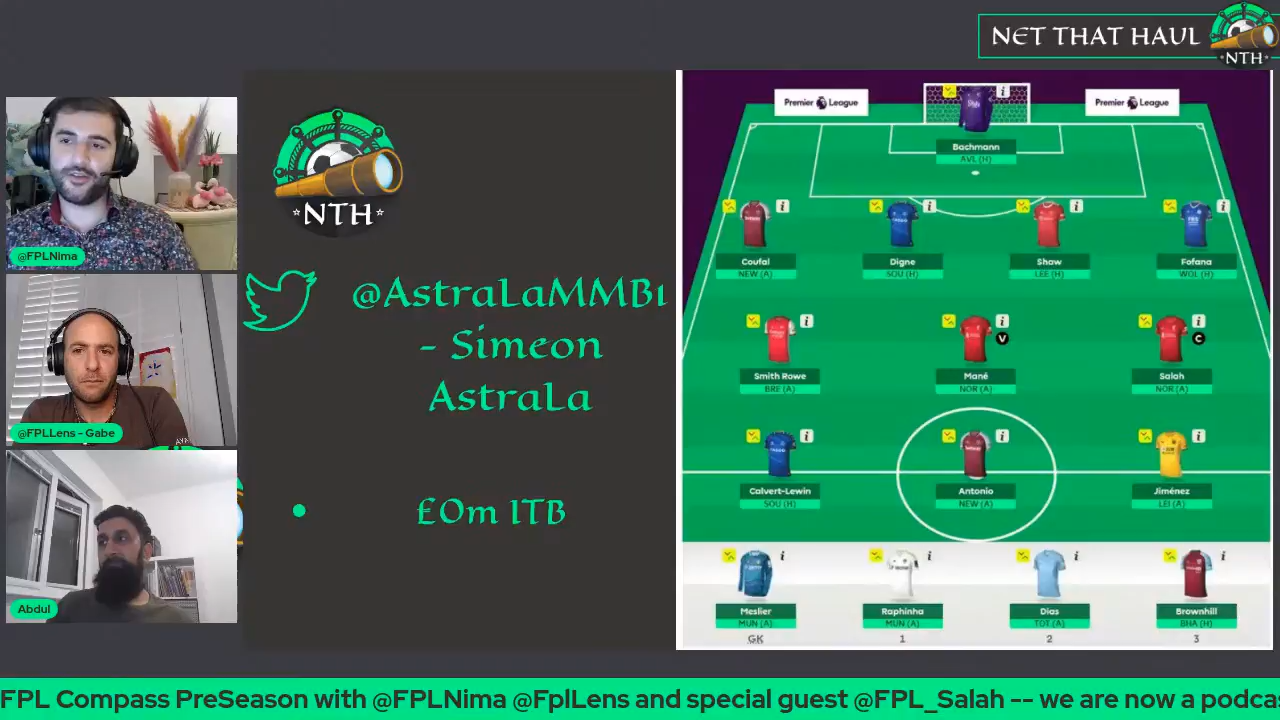 NET THAT HAUL
NTH
@FPLNima
@FPLLens - Gabe
Abdul
*NTH*
@AstraLaMMB1
- Simeon
AstraLa
• £0m ITB
Premier League
Premier League
Bachmann
AVL (H)
Coufal
NEW (A)
Digne
SOU (H)
Shaw
LEE (H)
Fofana
WOL (H)
Smith Rowe
BRE (A)
Mané
NOR (A)
V
Salah
NOR (A)
C
Calvert-Lewin
SOU (H)
Antonio
NEW (A)
Jiménez
LEI (A)
Meslier
MUN (A)
GK
Raphinha
MUN (A)
1
Dias
TOT (A)
2
Brownhill
BHA (H)
3
FPL Compass PreSeason with @FPLNima @FplLens and special guest @FPL_Salah -- we are now a podca